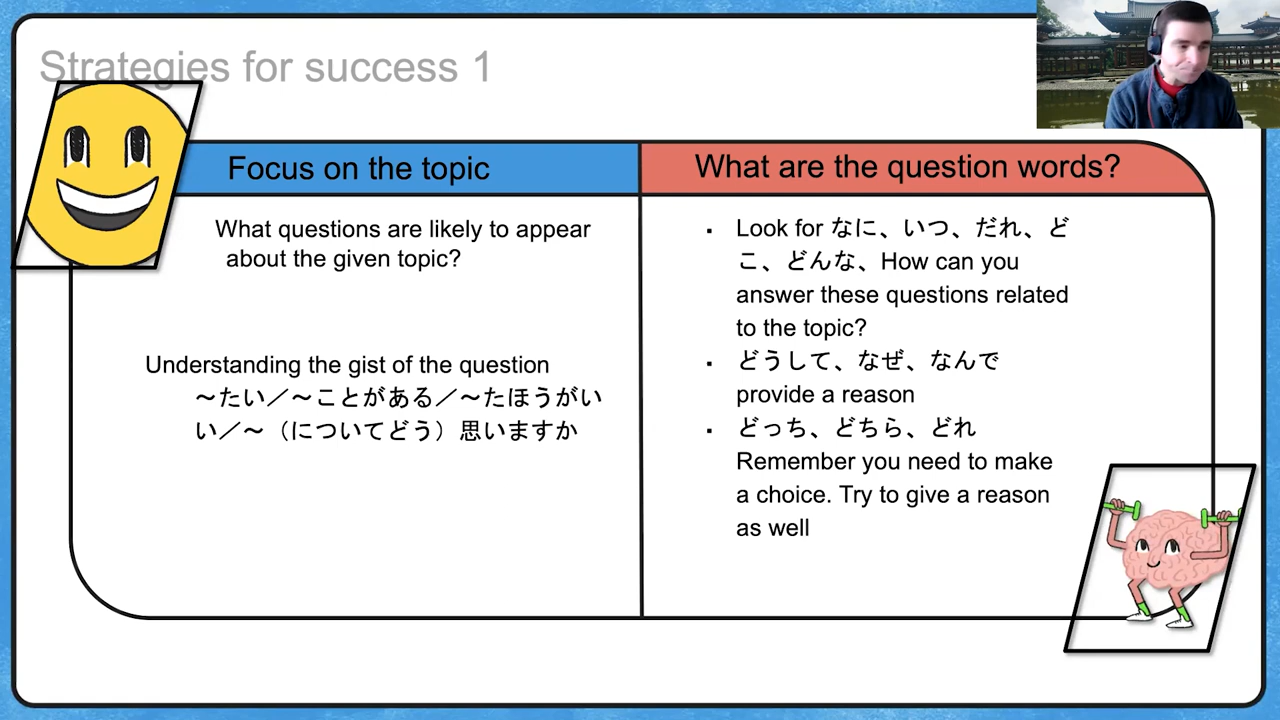 Strategies for success 1
Focus on the topic
What questions are likely to appear
about the given topic?
Understanding the gist of the question
～たい／～ことがある／～たほうがい
い／～（についてどう）思いますか
What are the question words?
▪ Look for なに、いつ、だれ、ど
こ、どんな、How can you
answer these questions related
to the topic?
▪ どうして、なぜ、なんで
provide a reason
▪ どっち、どちら、どれ
Remember you need to make
a choice. Try to give a reason
as well